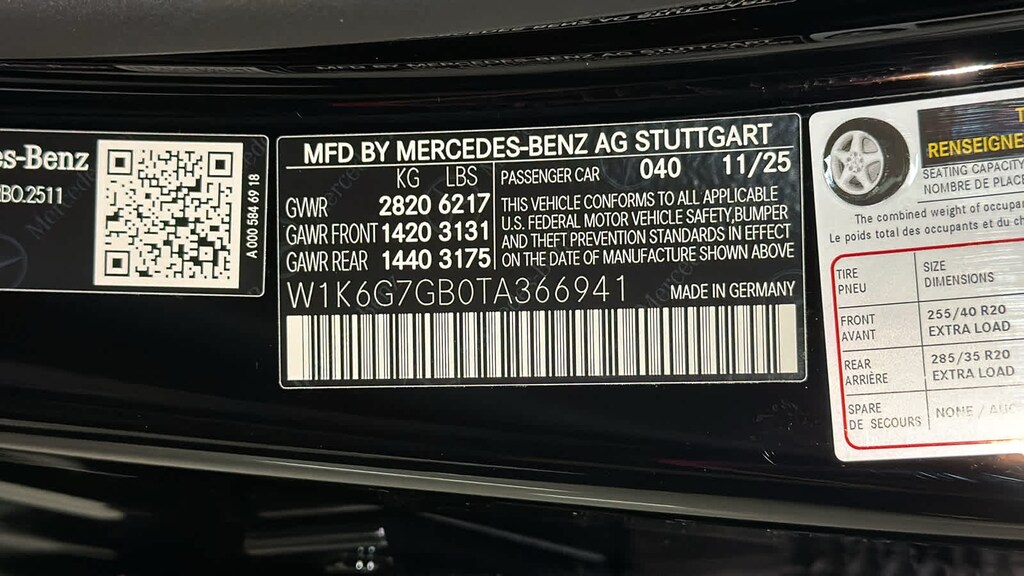 es-Benz
BO.2511
A 000 584 69 18
MFD BY MERCEDES-BENZ AG STUTTGART
KG LBS
GVWR 2820 6217
GAWR FRONT 1420 3131
GAWR REAR 1440 3175
PASSENGER CAR 040 11/25
THIS VEHICLE CONFORMS TO ALL APPLICABLE
U.S. FEDERAL MOTOR VEHICLE SAFETY,BUMPER
AND THEFT PREVENTION STANDARDS IN EFFECT
ON THE DATE OF MANUFACTURE SHOWN ABOVE
W1K6G7GB0TA366941 MADE IN GERMANY
RENSEIGNE
SEATING CAPACITY
NOMBRE DE PLACE
The combined weight of occupa
Le poids total des occupants et du ch
TIRE
PNEU
SIZE
DIMENSIONS
FRONT
AVANT
255/40 R20
EXTRA LOAD
REAR
ARRIÈRE
285/35 R20
EXTRA LOAD
SPARE
DE SECOURS
NONE /